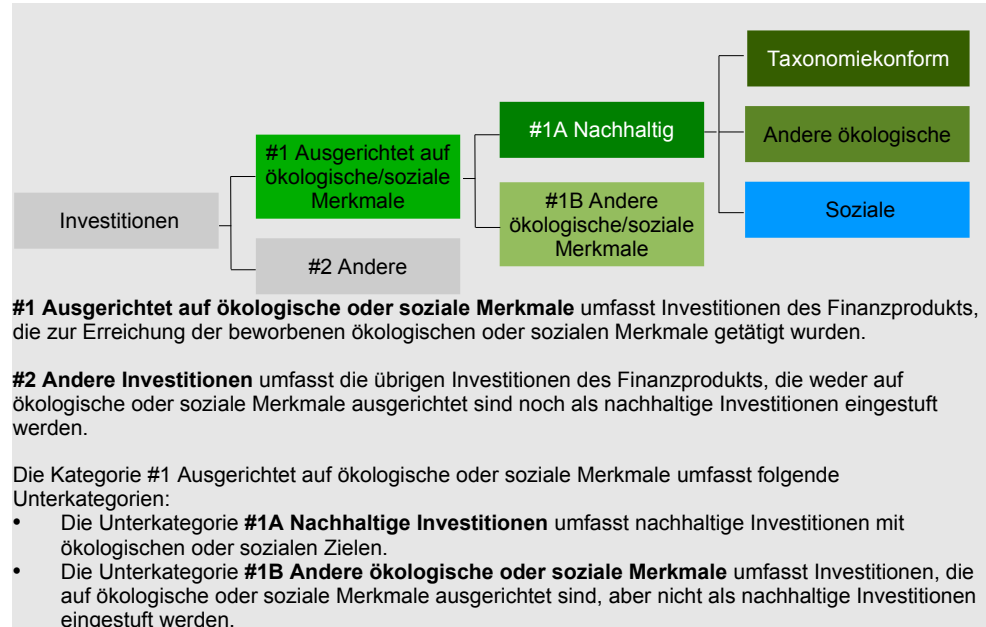 Taxonomiekonform
#1A Nachhaltig
Andere ökologische
#1 Ausgerichtet auf
ökologische/soziale
Merkmale
#1B Andere
ökologische/soziale
Merkmale
Soziale
Investitionen
#2 Andere
#1 Ausgerichtet auf ökologische oder soziale Merkmale umfasst Investitionen des Finanzprodukts,
die zur Erreichung der beworbenen ökologischen oder sozialen Merkmale getätigt wurden.
#2 Andere Investitionen umfasst die übrigen Investitionen des Finanzprodukts, die weder auf
ökologische oder soziale Merkmale ausgerichtet sind noch als nachhaltige Investitionen eingestuft
werden.
Die Kategorie #1 Ausgerichtet auf ökologische oder soziale Merkmale umfasst folgende
Unterkategorien:
• Die Unterkategorie #1A Nachhaltige Investitionen umfasst nachhaltige Investitionen mit
ökologischen oder sozialen Zielen.
• Die Unterkategorie #1B Andere ökologische oder soziale Merkmale umfasst Investitionen, die
auf ökologische oder soziale Merkmale ausgerichtet sind, aber nicht als nachhaltige Investitionen
eingestuft werden.